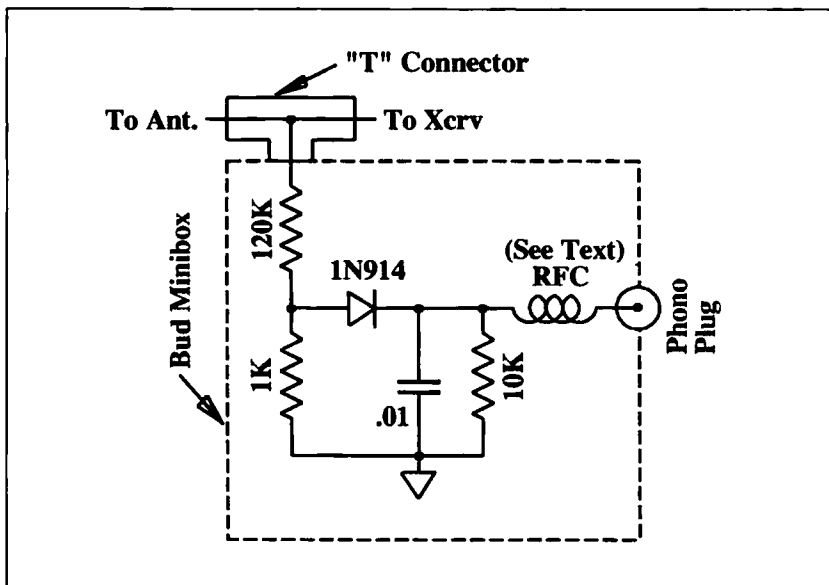 "T" Connector
To Ant.
To Xcrv
120K
(See Text)
RFC
1N914
Bud Minibox
1K
.01
10K
Phono
Plug